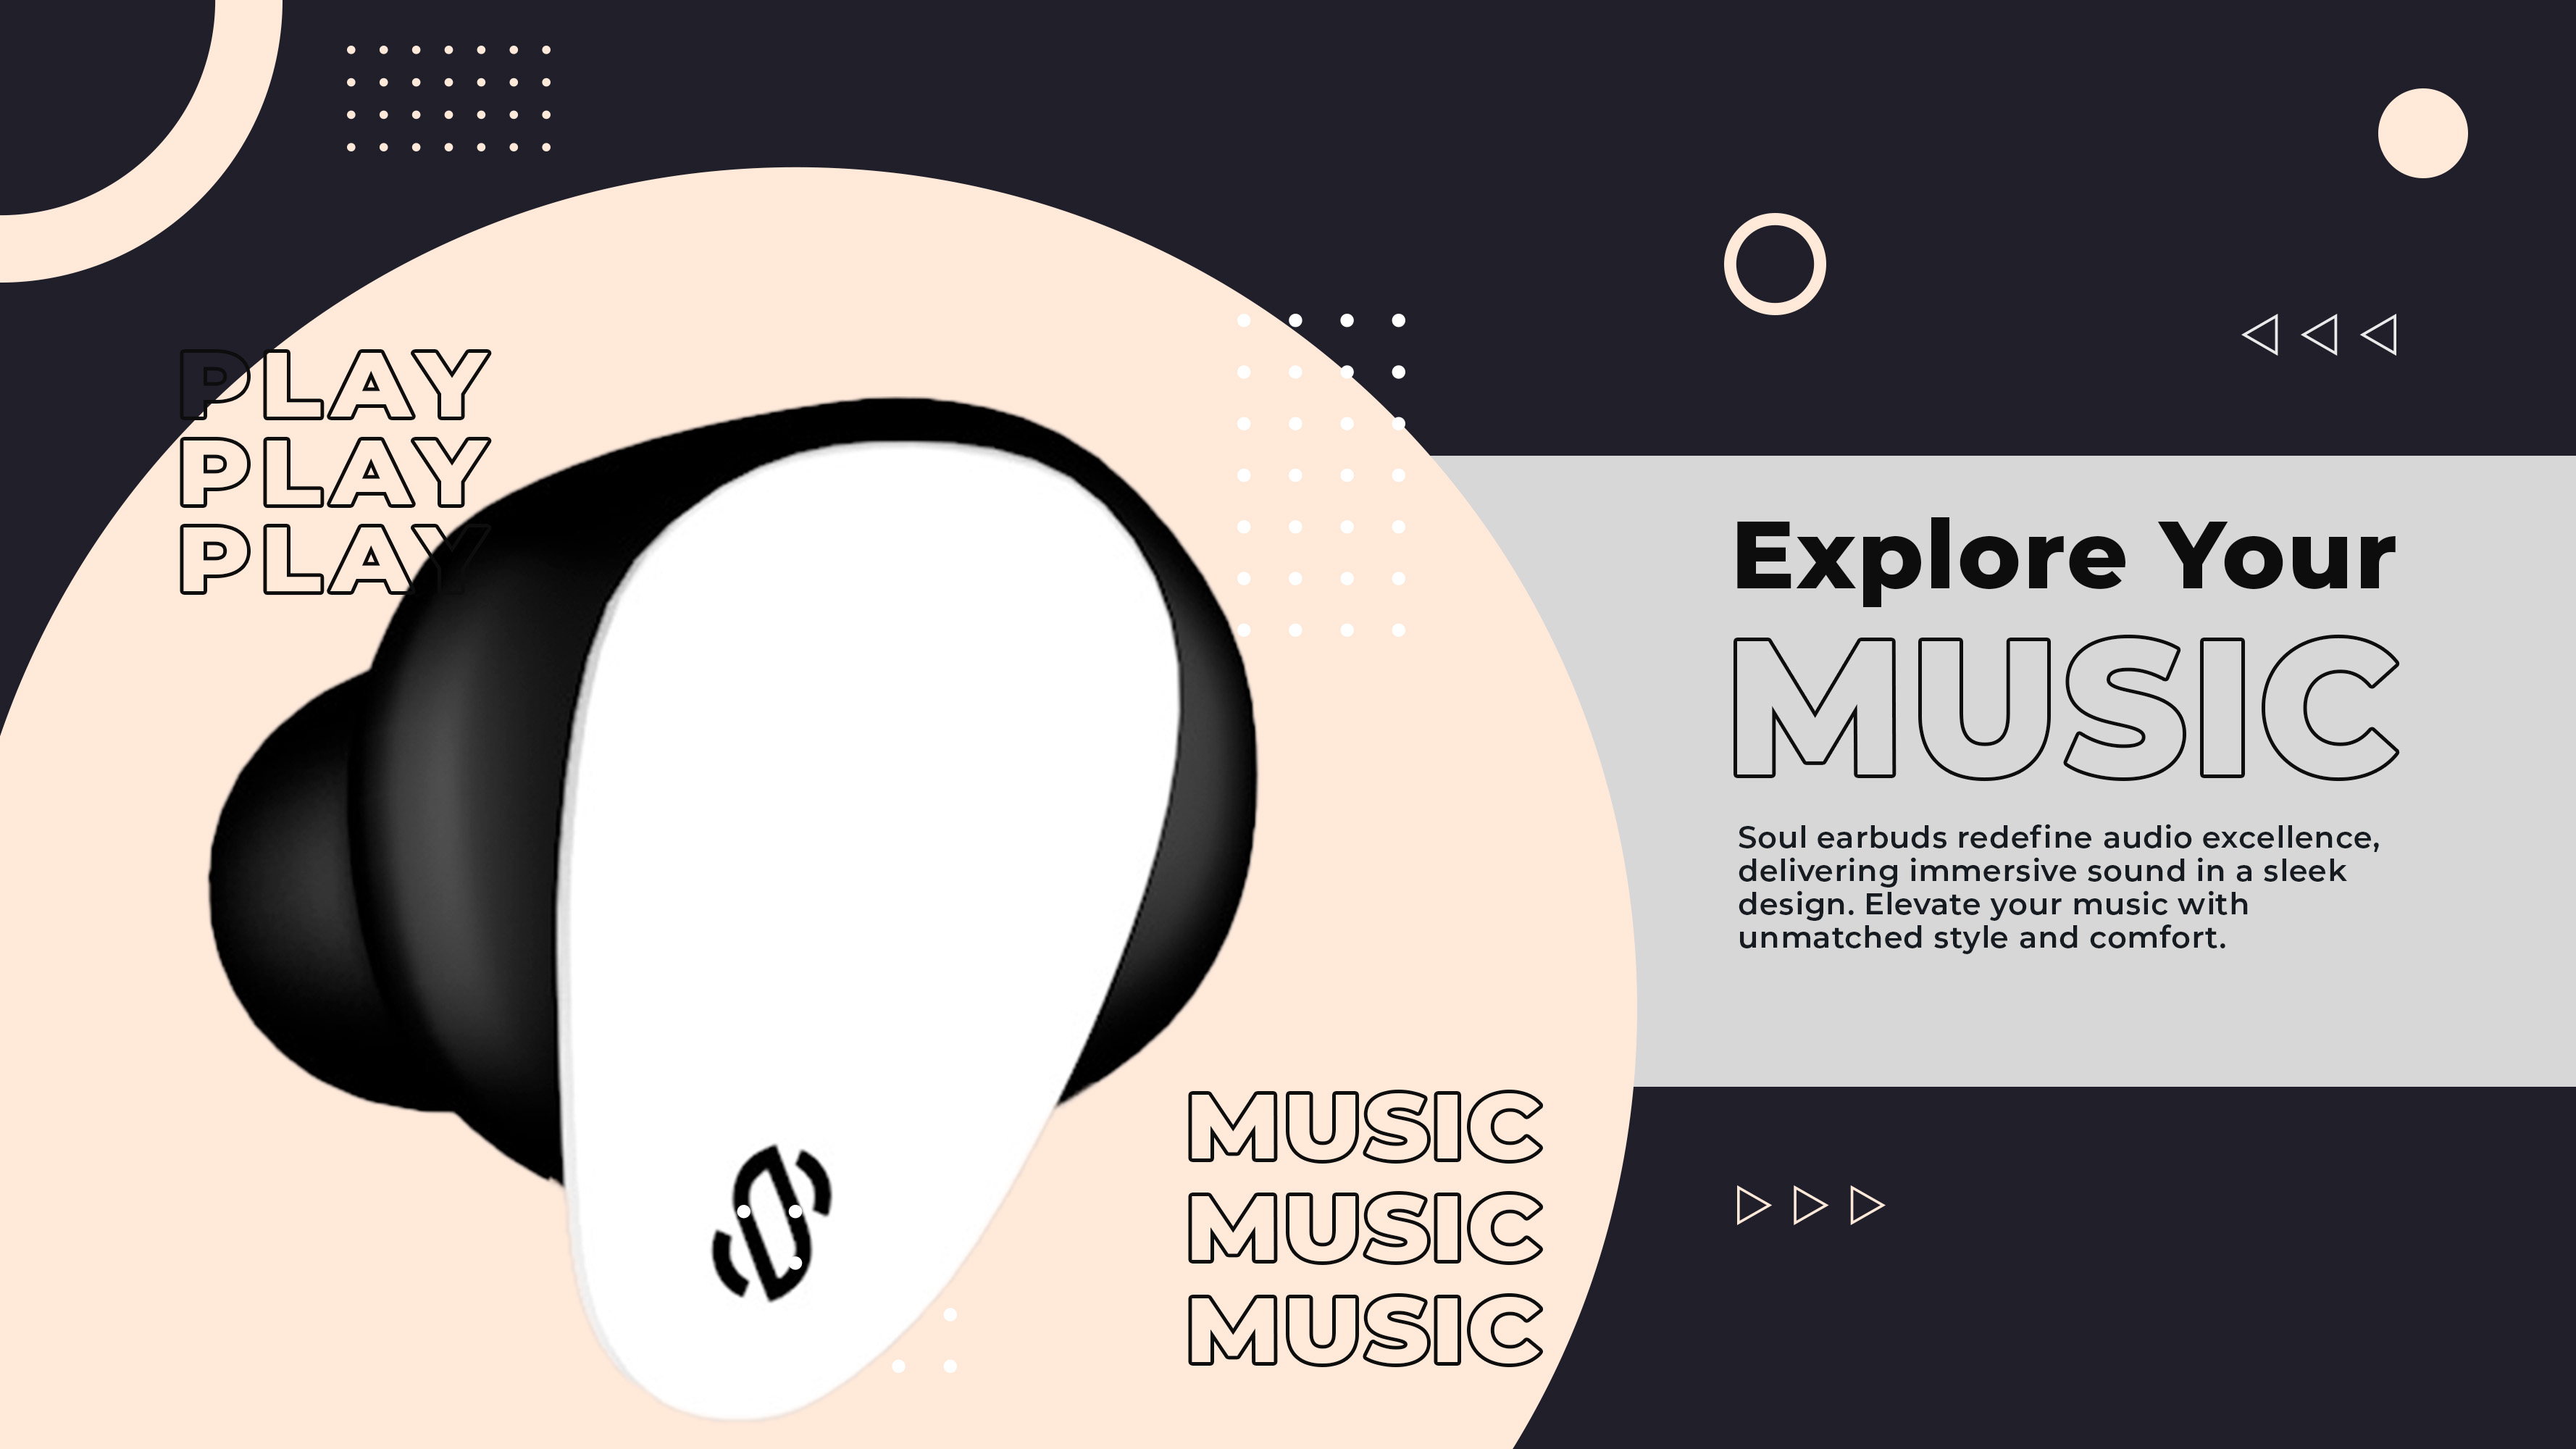 PLAY
PLAY
PLAY
Explore Your
MUSIC
Soul earbuds redefine audio excellence,
delivering immersive sound in a sleek
design. Elevate your music with
unmatched style and comfort.
MUSIC
MUSIC
MUSIC